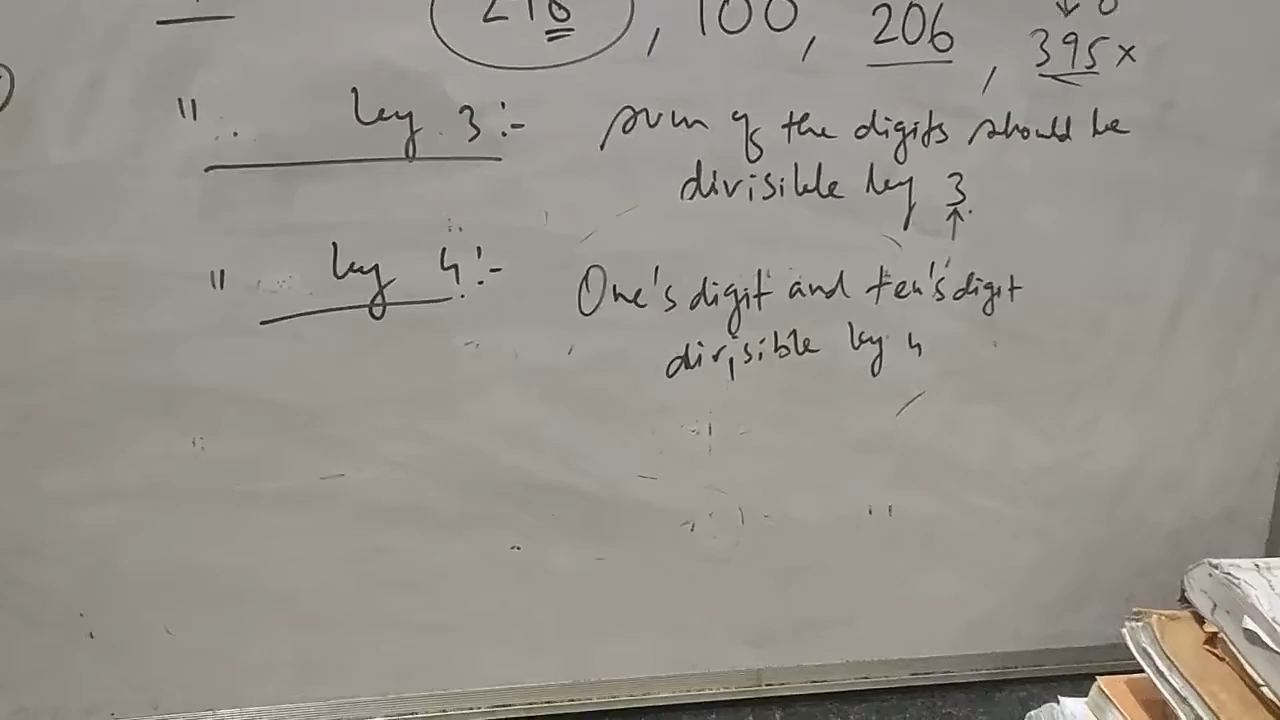 216, 100, 206, 395 x
" by 3:- sum of the digits should be
divisible by 3.
" by 4:- One's digit and ten's digit
divisible by 4